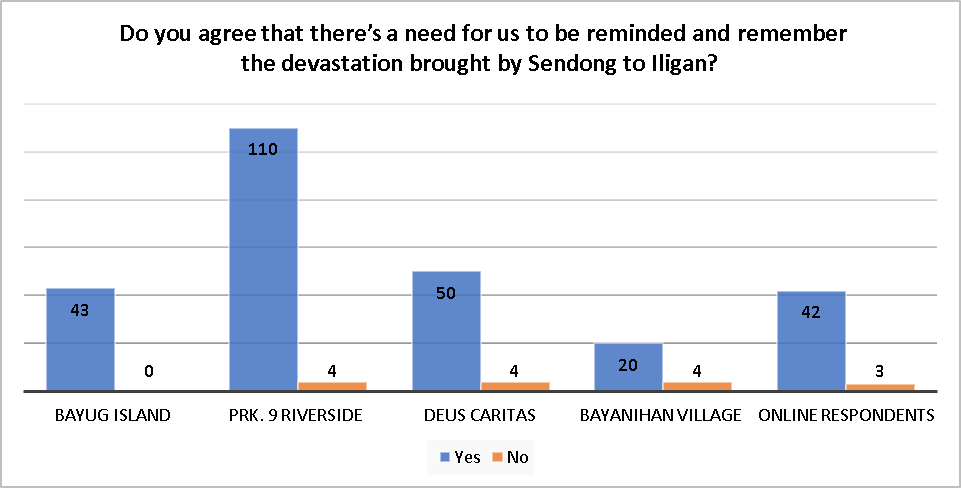 Do you agree that there’s a need for us to be reminded and remember
the devastation brought by Sendong to Iligan?
110
50
43
42
20
0
4
4
4
3
BAYUG ISLAND
PRK. 9 RIVERSIDE
DEUS CARITAS
BAYANIHAN VILLAGE
ONLINE RESPONDENTS
Yes
No